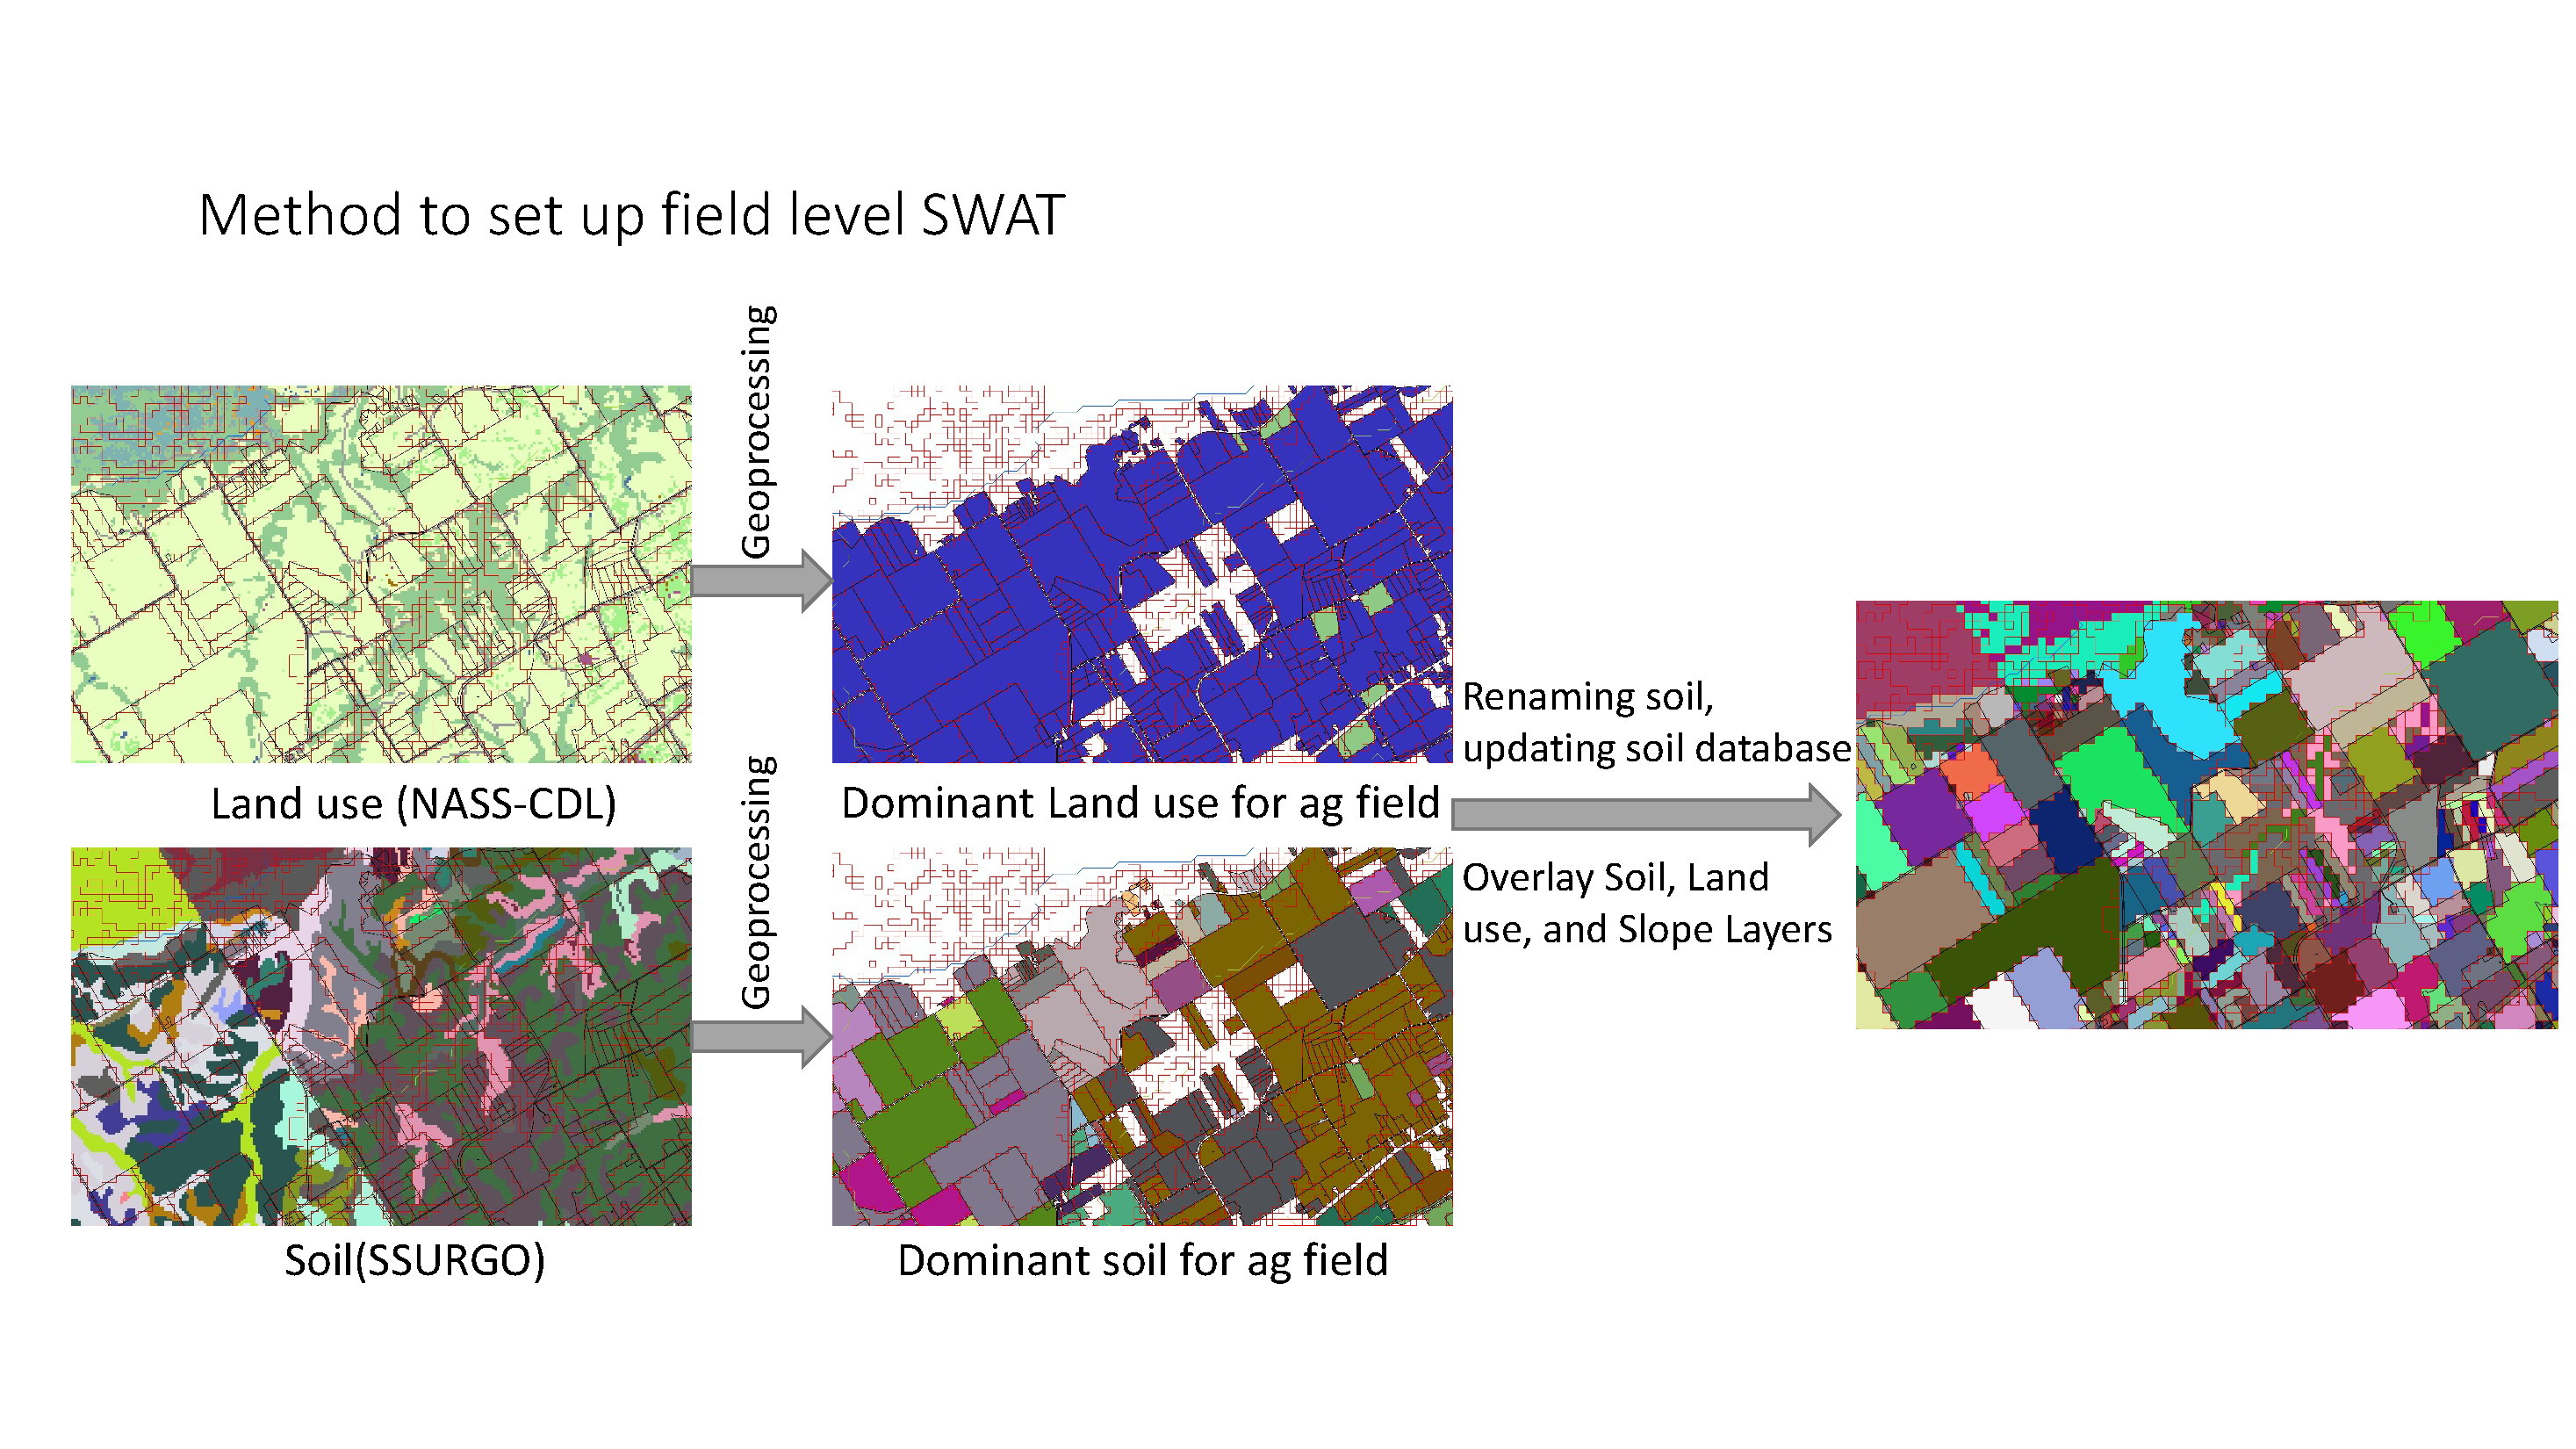 Method to set up field level SWAT
Geoprocessing
Land use (NASS-CDL)
Dominant Land use for ag field
Geoprocessing
Soil(SSURGO)
Dominant soil for ag field
Renaming soil,
updating soil database
Overlay Soil, Land
use, and Slope Layers